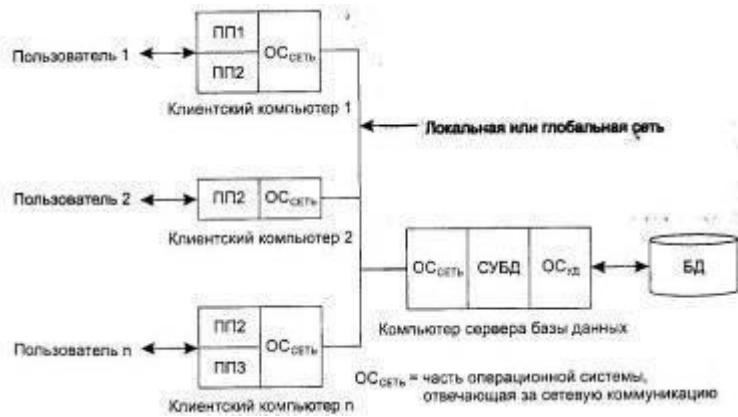 Пользователь 1
ПП1
ПП2
ОСсеть
Клиентский компьютер 1
Локальная или глобальная сеть
Пользователь 2
ПП2
ОСсеть
Клиентский компьютер 2
ОСсеть
СУБД
ОСуд
БД
Компьютер сервера базы данных
Пользователь n
ПП2
ПП3
ОСсеть
Клиентский компьютер n
ОСсеть = часть операционной системы,
отвечающая за сетевую коммуникацию